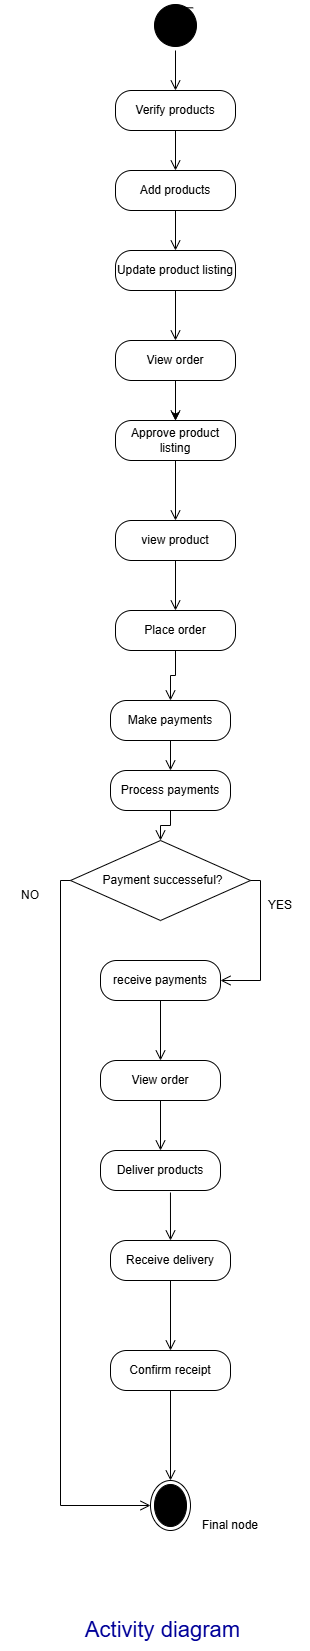 Verify products
Add products
Update product listing
View order
Approve product
listing
view product
Place order
Make payments
Process payments
Payment successeful?
NO
YES
receive payments
View order
Deliver products
Receive delivery
Confirm receipt
Final node
Activity diagram